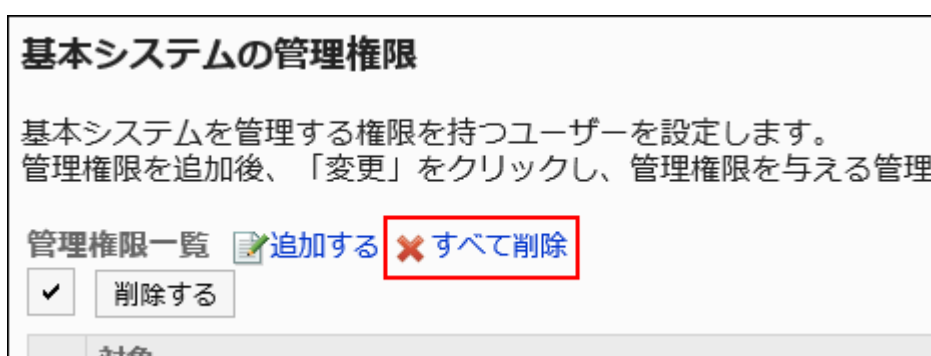 基本システムの管理権限
基本システムを管理する権限を持つユーザーを設定します。
管理権限を追加後、「変更」をクリックし、管理権限を与える管理
管理権限一覧 追加する すべて削除
削除する
対象